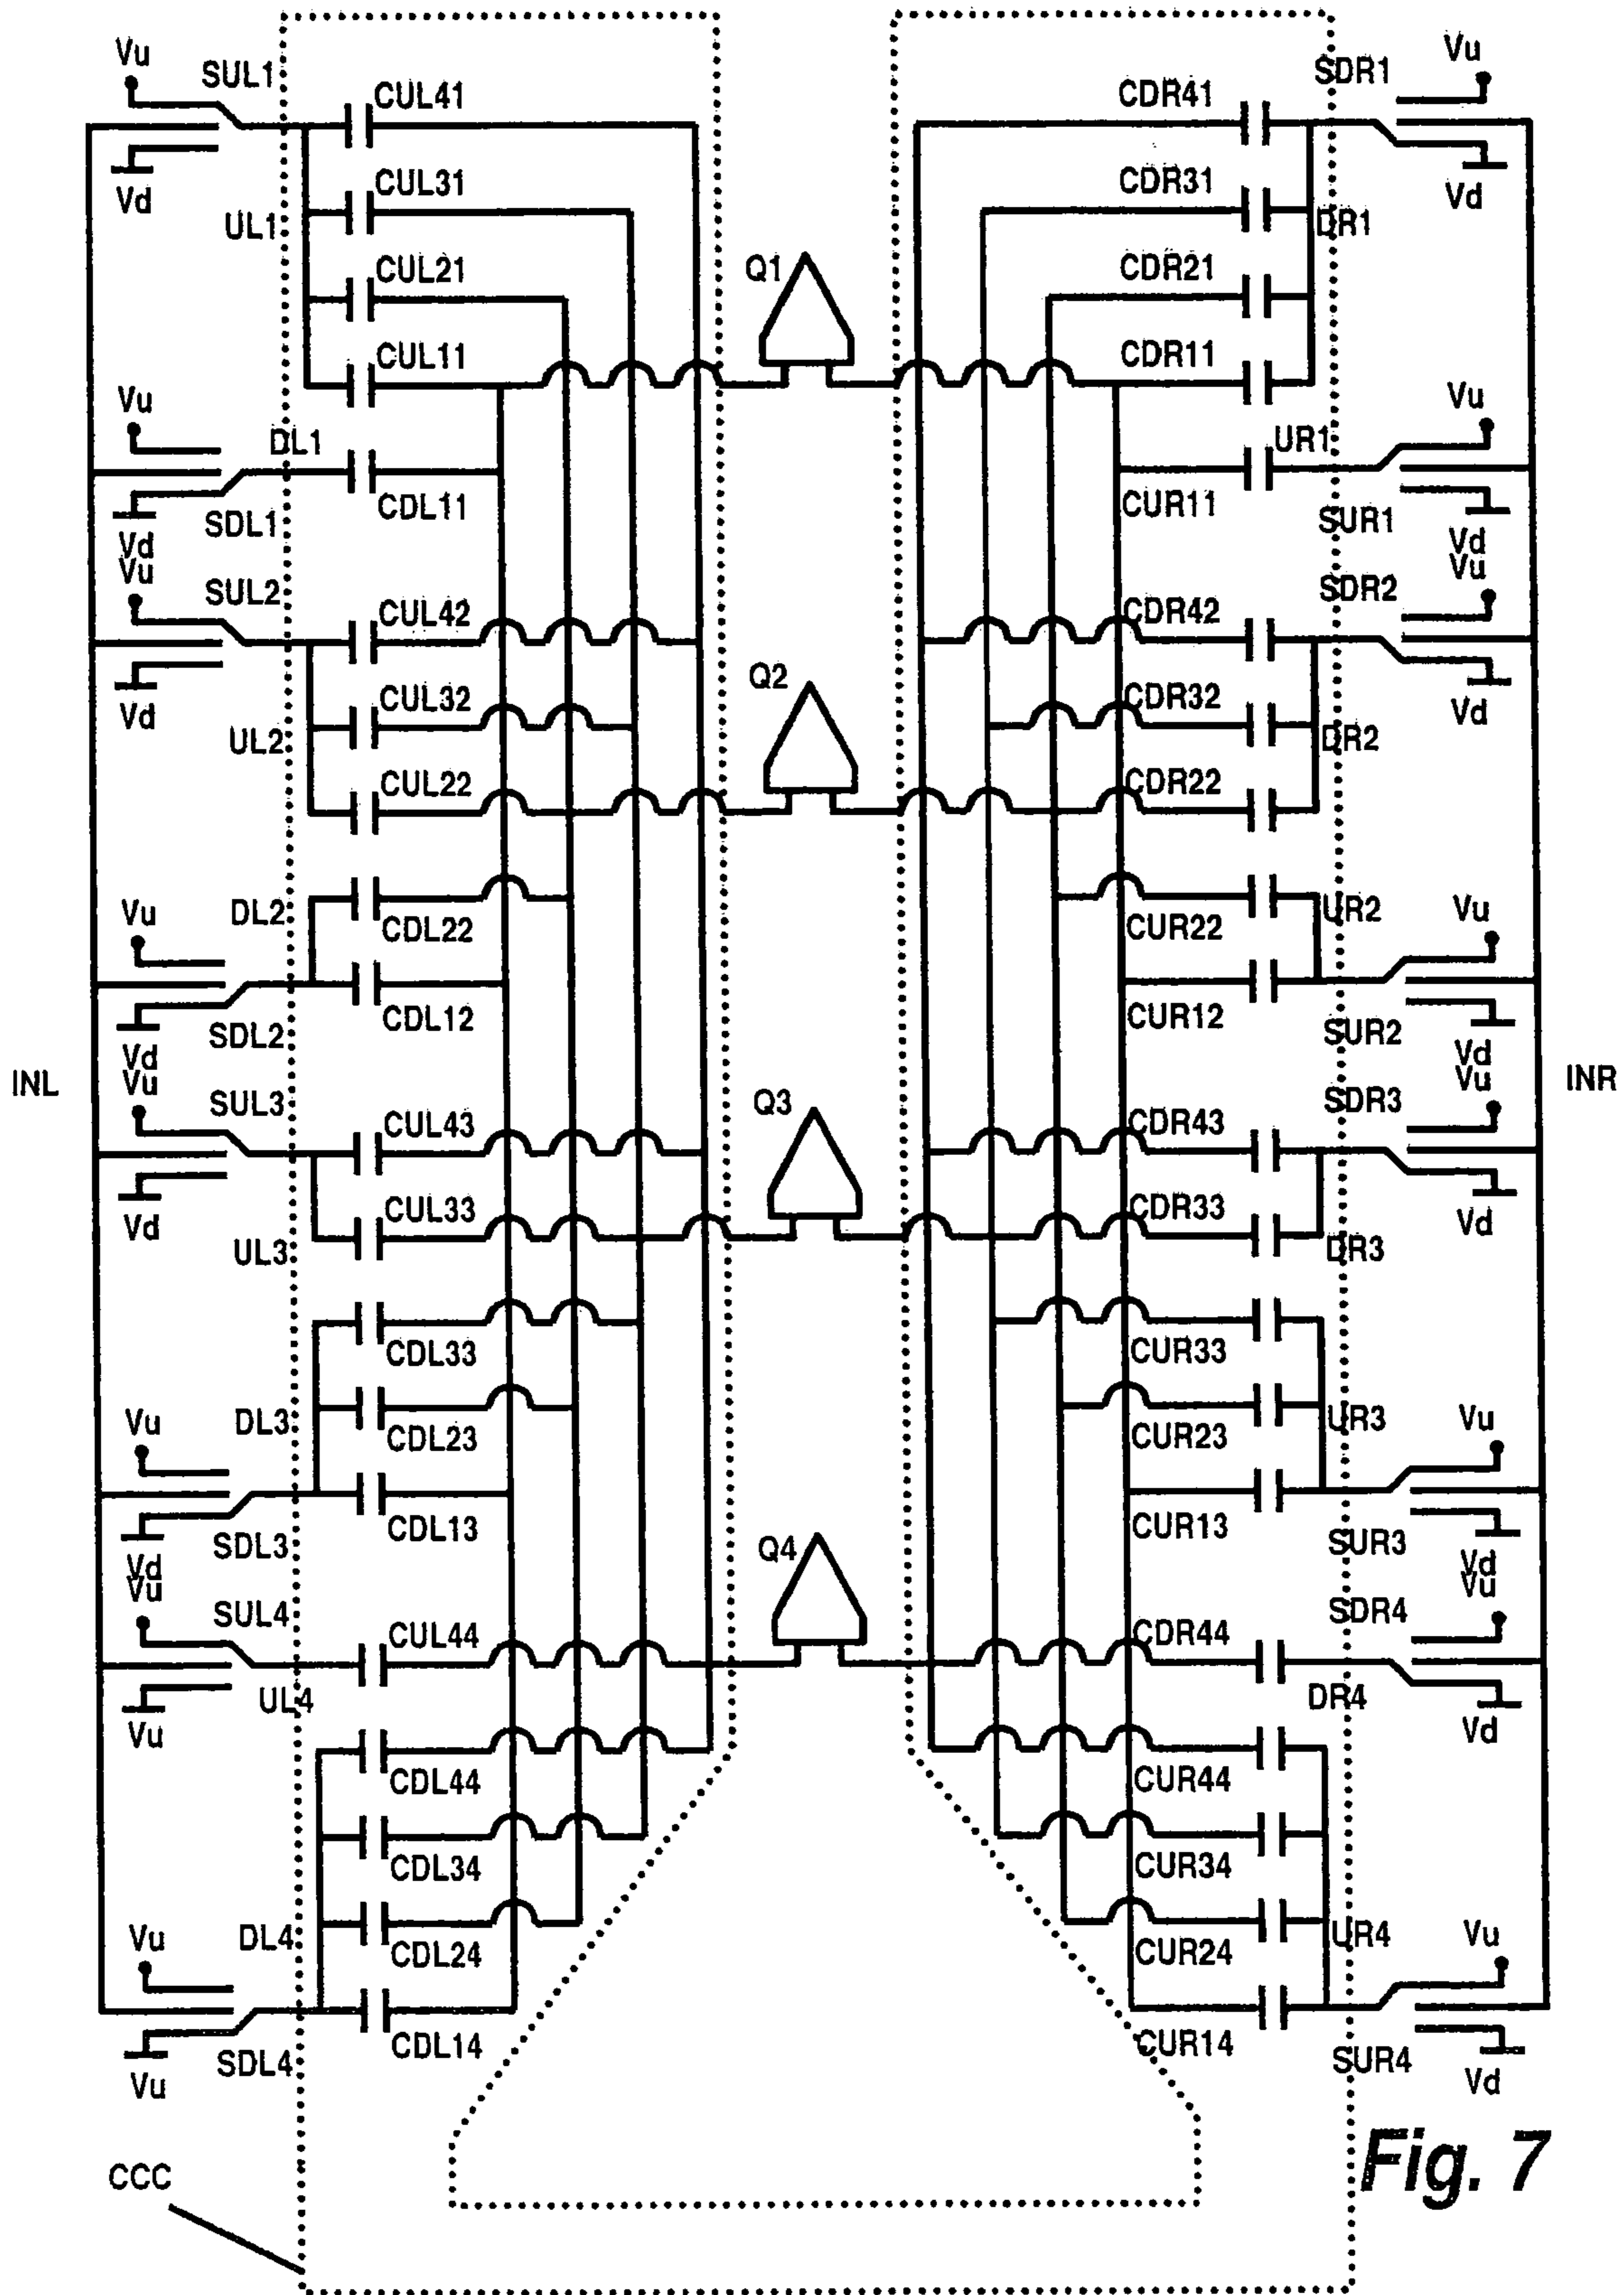 Vu SUL1 CUL41 CDR41 SDR1 Vu
Vd CUL31 CDR31 Vd
UL1 DR1
CUL21 Q1 CDR21
CUL11 CDR11
Vu DL1 UR1 Vu
SDL1 CDL11 CUR11 SUR1
Vd Vd
Vu SUL2 CUL42 CDR42 SDR2 Vu
Vd CUL32 Q2 CDR32 Vd
UL2 DR2
CUL22 CDR22
Vu DL2 CDL22 CUR22 UR2 Vu
SDL2 CDL12 CUR12 SUR2
Vd Vd
INL Vu SUL3 Q3 SDR3 Vu INR
CUL43 CDR43
Vd CUL33 CDR33 Vd
UL3 DR3
CDL33 CUR33
Vu DL3 CDL23 CUR23 UR3 Vu
SDL3 CDL13 CUR13 SUR3
Vd Q4 Vd
Vu SUL4 CUL44 CDR44 SDR4 Vu
Vu UL4 DR4 Vd
CDL44 CUR44
CDL34 CUR34
Vu DL4 CDL24 CUR24 UR4 Vu
SDL4 CDL14 CUR14 SUR4
Vu Vd
CCC Fig. 7